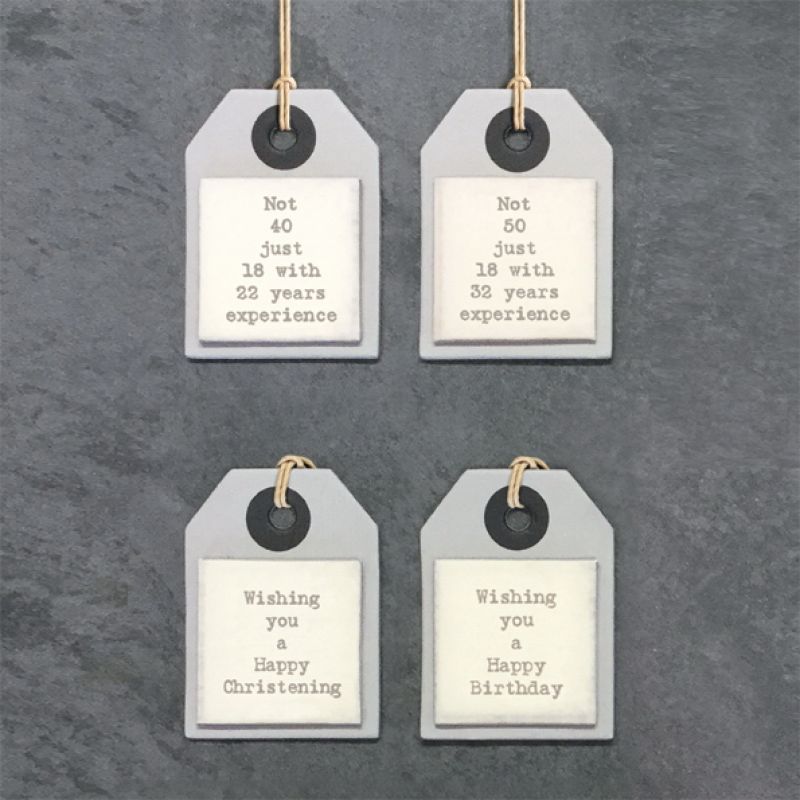 Not
40
just
18 with
22 years
experience
Not
50
just
18 with
32 years
experience
Wishing
you
a
Happy
Christening
Wishing
you
a
Happy
Birthday